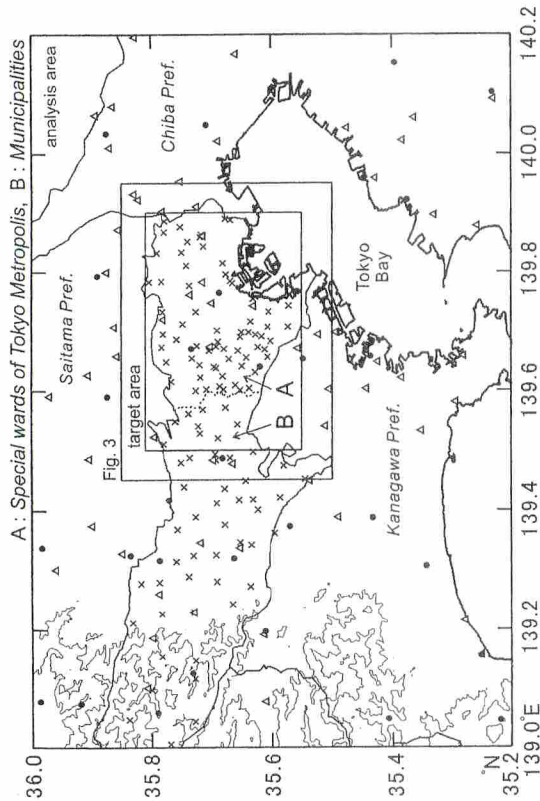 A : Special wards of Tokyo Metropolis, B : Municipalities
analysis area
Saitama Pref.
Chiba Pref.
Fig. 3
target area
B
A
Tokyo
Bay
Kanagawa Pref.
36.0
35.8
35.6
35.4
35.2
°N
139.0°E
139.2
139.4
139.6
139.8
140.0
140.2